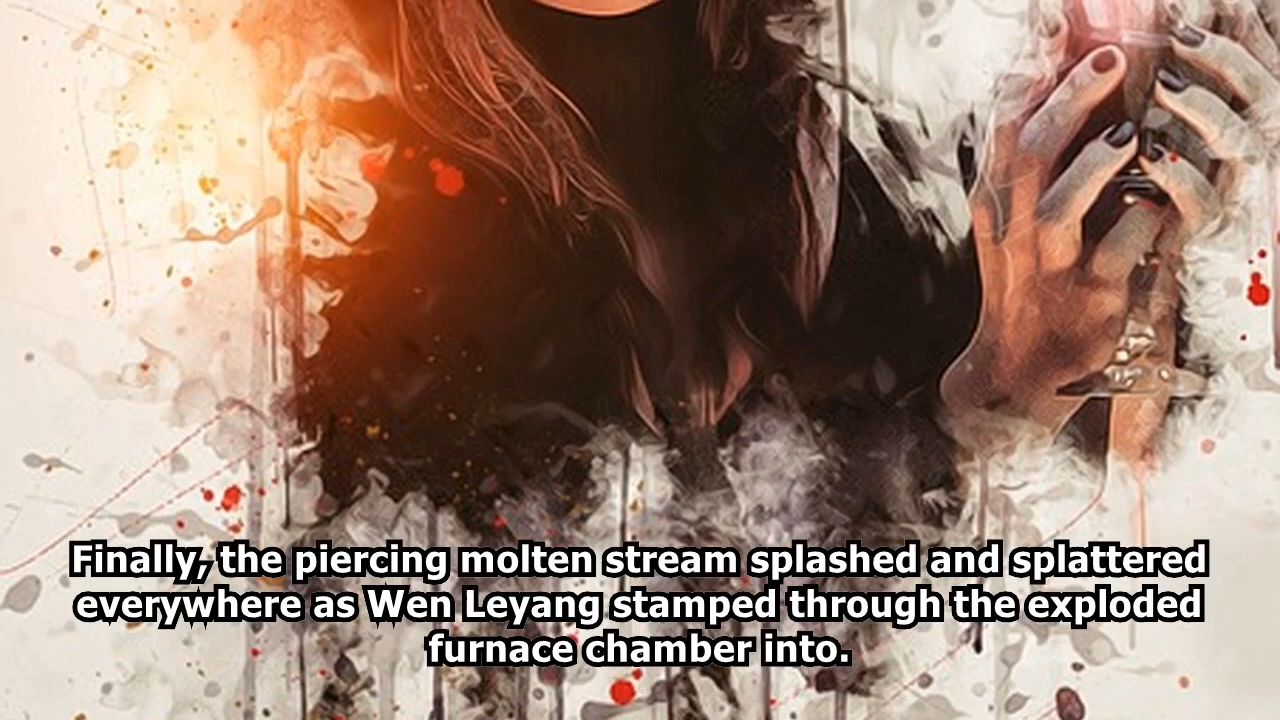 Finally, the piercing molten stream splashed and splattered
everywhere as Wen Leyang stamped through the exploded
furnace chamber into.